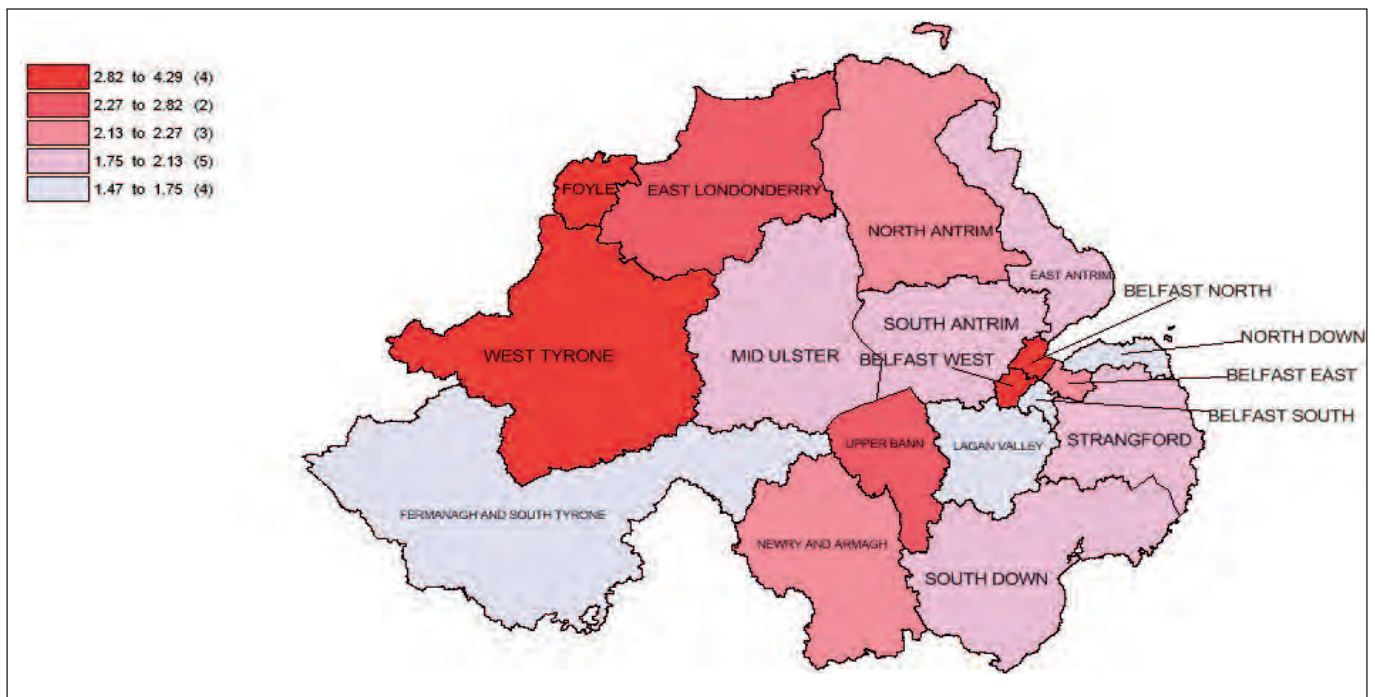 2.82 to 4.29 (4)
2.27 to 2.82 (2)
2.13 to 2.27 (3)
1.75 to 2.13 (5)
1.47 to 1.75 (4)
FOYLE
EAST LONDONDERRY
NORTH ANTRIM
EAST ANTRIM
BELFAST NORTH
SOUTH ANTRIM
NORTH DOWN
WEST TYRONE
MID ULSTER
BELFAST WEST
BELFAST EAST
BELFAST SOUTH
UPPER BANN
LAGAN VALLEY
STRANGFORD
FERMANAGH AND SOUTH TYRONE
NEWRY AND ARMAGH
SOUTH DOWN